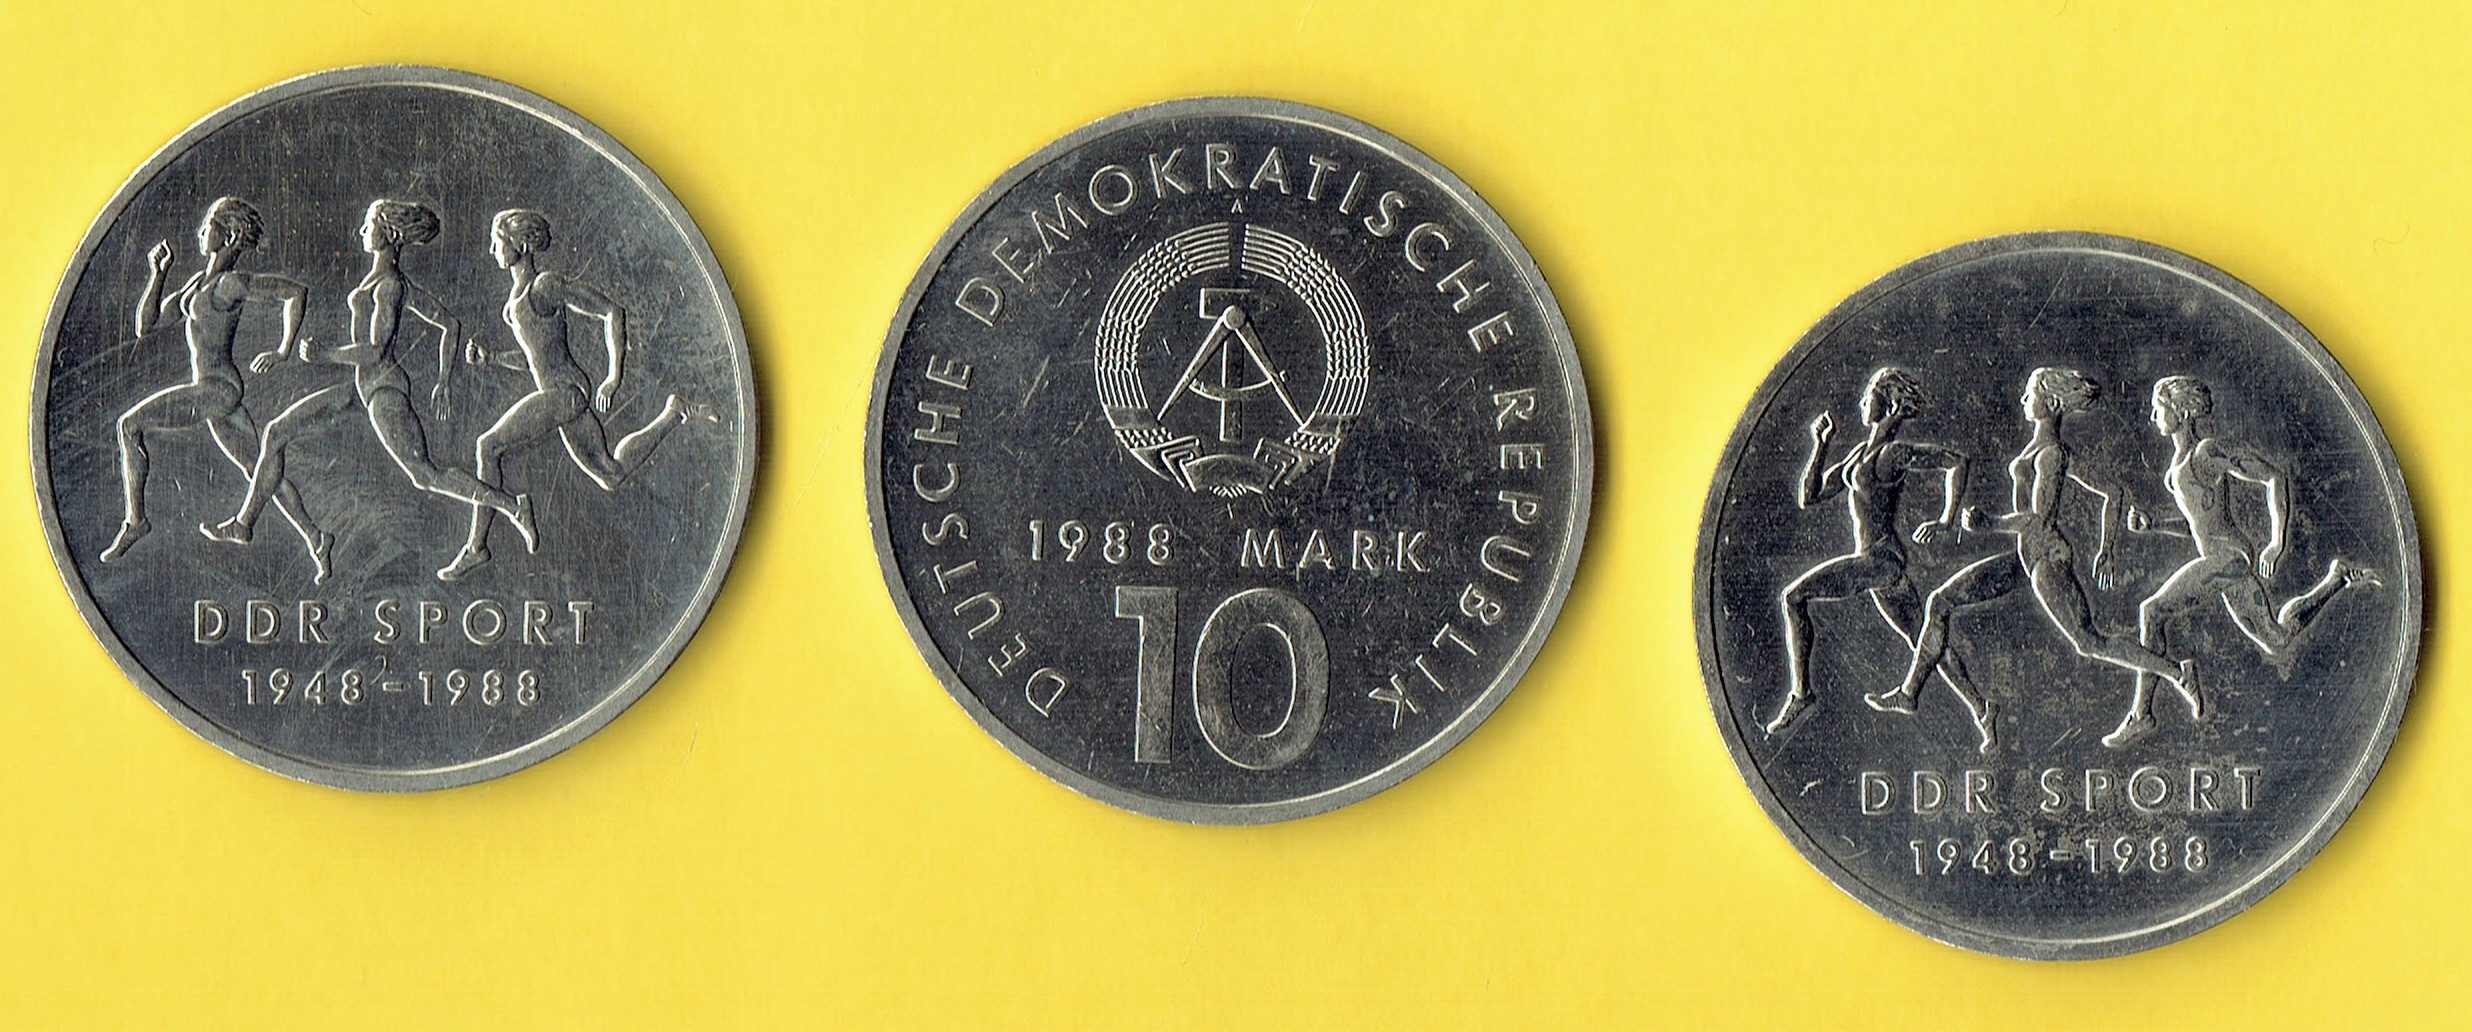 DDR SPORT
1948-1988
DEUTSCHE DEMOKRATISCHE REPUBLIK
A
1988 MARK
10
DDR SPORT
1948-1988